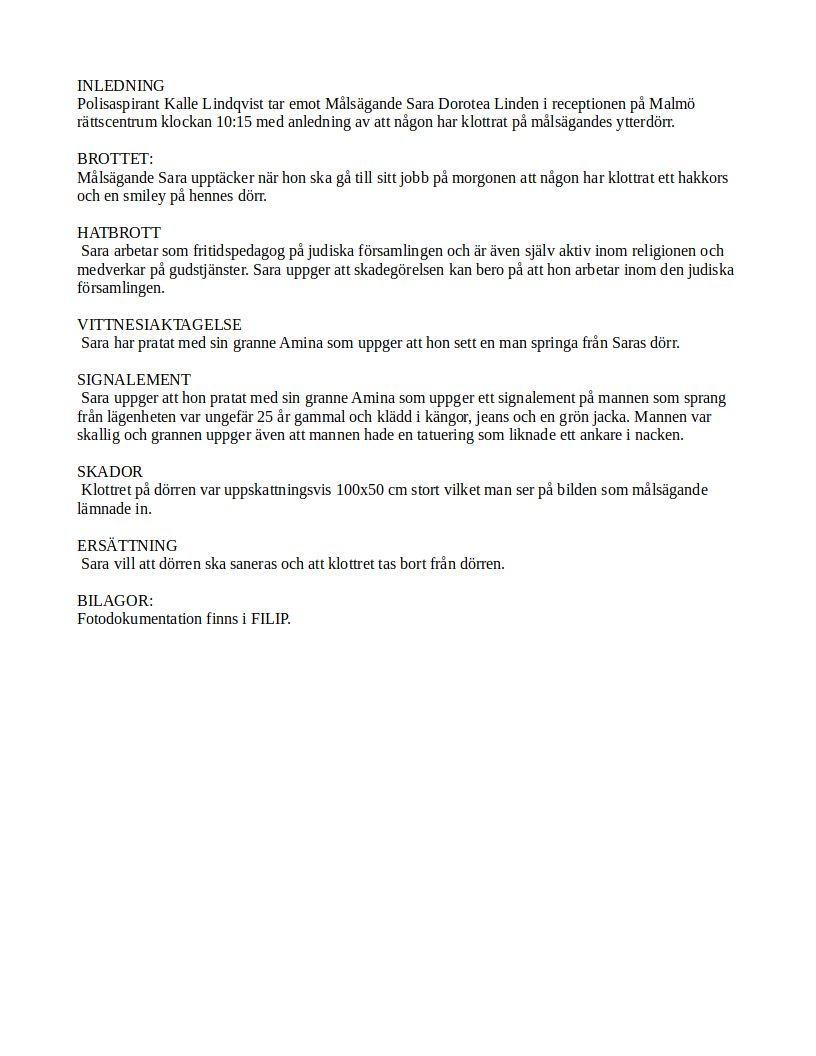 INLEDNING
Polisaspirant Kalle Lindqvist tar emot Målsägande Sara Dorotea Linden i receptionen på Malmö
rättscentrum klockan 10:15 med anledning av att någon har klottrat på målsägandes ytterdörr.
BROTTET:
Målsägande Sara upptäcker när hon ska gå till sitt jobb på morgonen att någon har klottrat ett hakkors
och en smiley på hennes dörr.
HATBROTT
Sara arbetar som fritidspedagog på judiska församlingen och är även själv aktiv inom religionen och
medverkar på gudstjänster. Sara uppger att skadegörelsen kan bero på att hon arbetar inom den judiska
församlingen.
VITTNESIAKTAGELSE
Sara har pratat med sin granne Amina som uppger att hon sett en man springa från Saras dörr.
SIGNALEMENT
Sara uppger att hon pratat med sin granne Amina som uppger ett signalement på mannen som sprang
från lägenheten var ungefär 25 år gammal och klädd i kängor, jeans och en grön jacka. Mannen var
skallig och grannen uppger även att mannen hade en tatuering som liknade ett ankare i nacken.
SKADOR
Klottret på dörren var uppskattningsvis 100x50 cm stort vilket man ser på bilden som målsägande
lämnade in.
ERSÄTTNING
Sara vill att dörren ska saneras och att klottret tas bort från dörren.
BILAGOR:
Fotodokumentation finns i FILIP.